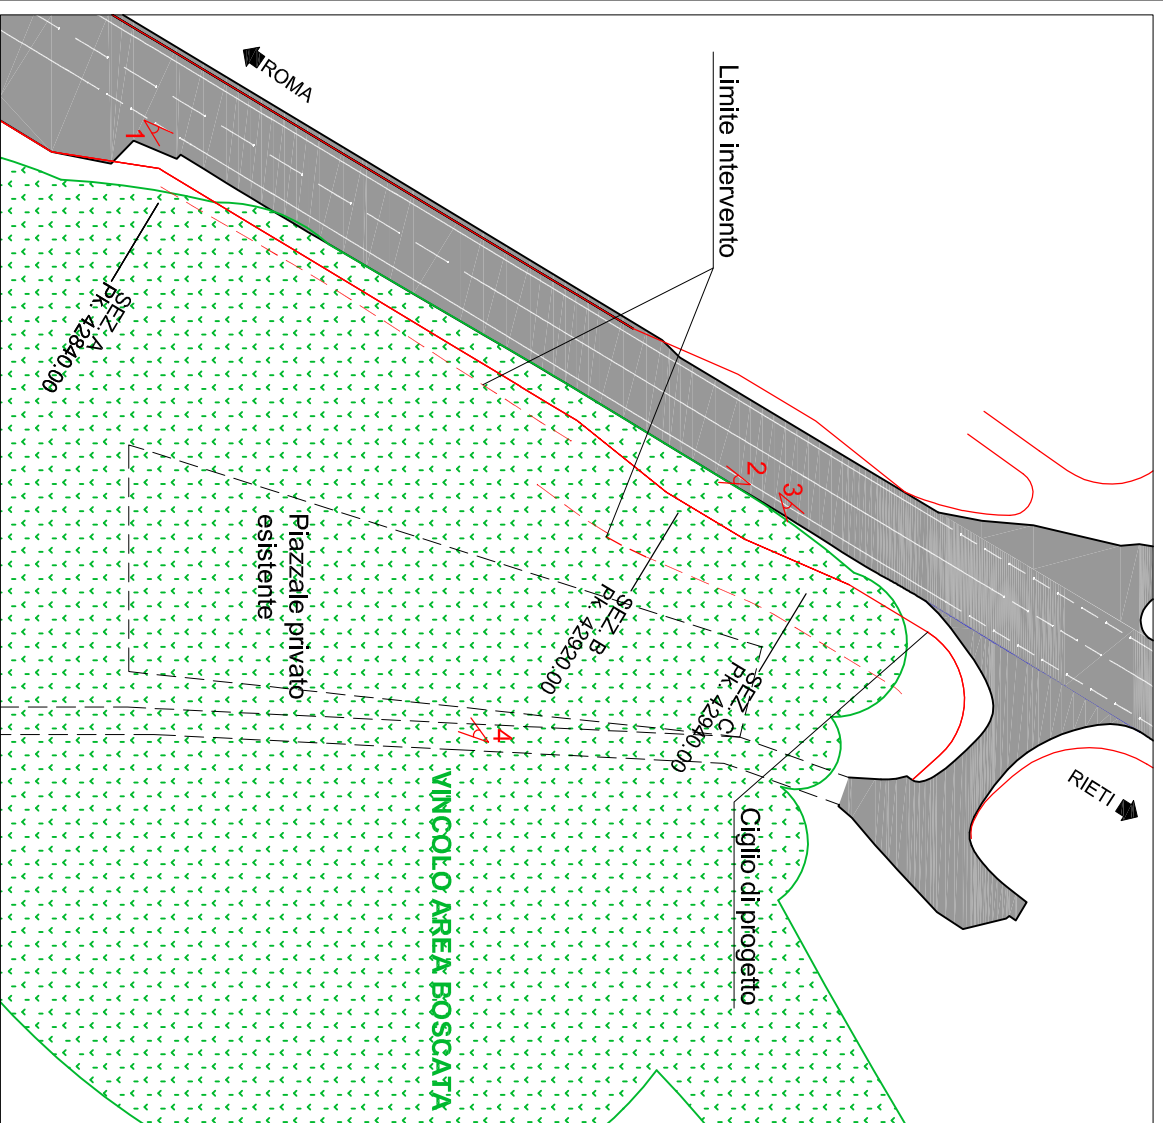 ROMA
Limite intervento
1
SEZ. A
Pk. 42840.00
2
3
Piazzale privato
esistente
SEZ. B
Pk. 42920.00
SEZ. C
Pk. 42940.00
4
RIETI
VINCOLO AREA BOSCATA
Ciglio di progetto